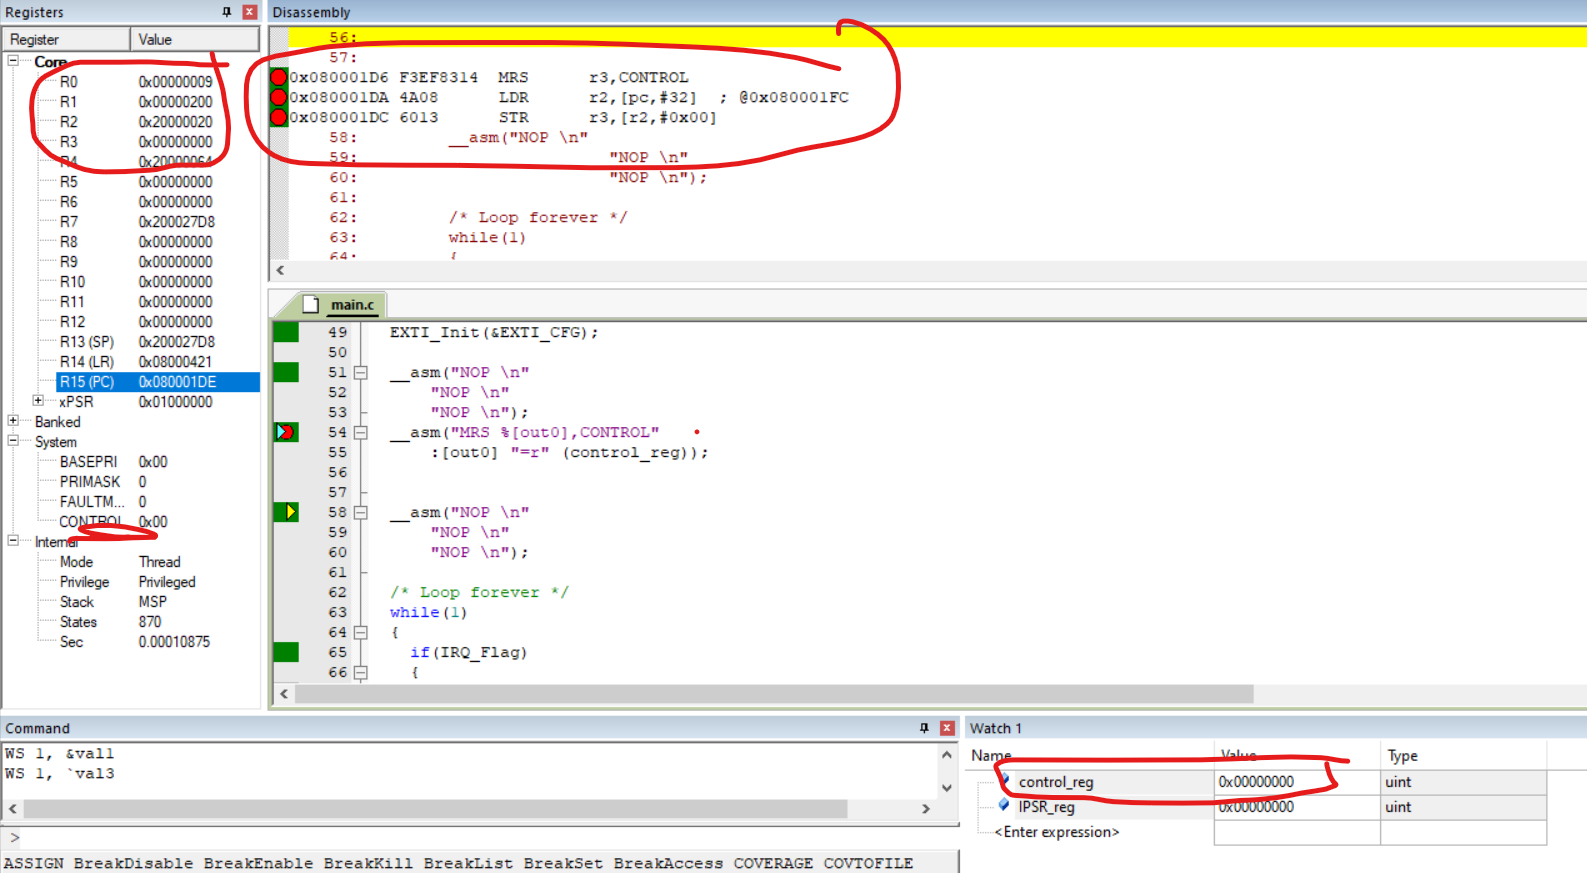 Registers
Register Value
Core
R0 0x00000009
R1 0x00000200
R2 0x20000020
R3 0x00000000
R4 0x20000064
R5 0x00000000
R6 0x00000000
R7 0x200027D8
R8 0x00000000
R9 0x00000000
R10 0x00000000
R11 0x00000000
R12 0x00000000
R13 (SP) 0x200027D8
R14 (LR) 0x08000421
R15 (PC) 0x080001DE
xPSR 0x01000000
Banked
System
BASEPRI 0x00
PRIMASK 0
FAULTM... 0
CONTROL 0x00
Internal
Mode Thread
Privilege Privileged
Stack MSP
States 870
Sec 0.00010875
Disassembly
56:
57:
0x080001D6 F3EF8314 MRS r3,CONTROL
0x080001DA 4A08 LDR r2,[pc,#32] ; @0x080001FC
0x080001DC 6013 STR r3,[r2,#0x00]
58: __asm("NOP \n"
59: "NOP \n"
60: "NOP \n");
61:
62: /* Loop forever */
63: while(1)
64: {
main.c
49 EXTI_Init(&EXTI_CFG);
50
51 __asm("NOP \n"
52 "NOP \n"
53 "NOP \n");
54 __asm("MRS %[out0],CONTROL"
55 :[out0] "=r" (control_reg));
56
57
58 __asm("NOP \n"
59 "NOP \n"
60 "NOP \n");
61
62 /* Loop forever */
63 while(1)
64 {
65 if(IRQ_Flag)
66 {
Command
WS 1, &val1
WS 1, `val3
>
ASSIGN BreakDisable BreakEnable BreakKill BreakList BreakSet BreakAccess COVERAGE COVTOFILE
Watch 1
Name Value Type
control_reg 0x00000000 uint
IPSR_reg 0x00000000 uint
<Enter expression>